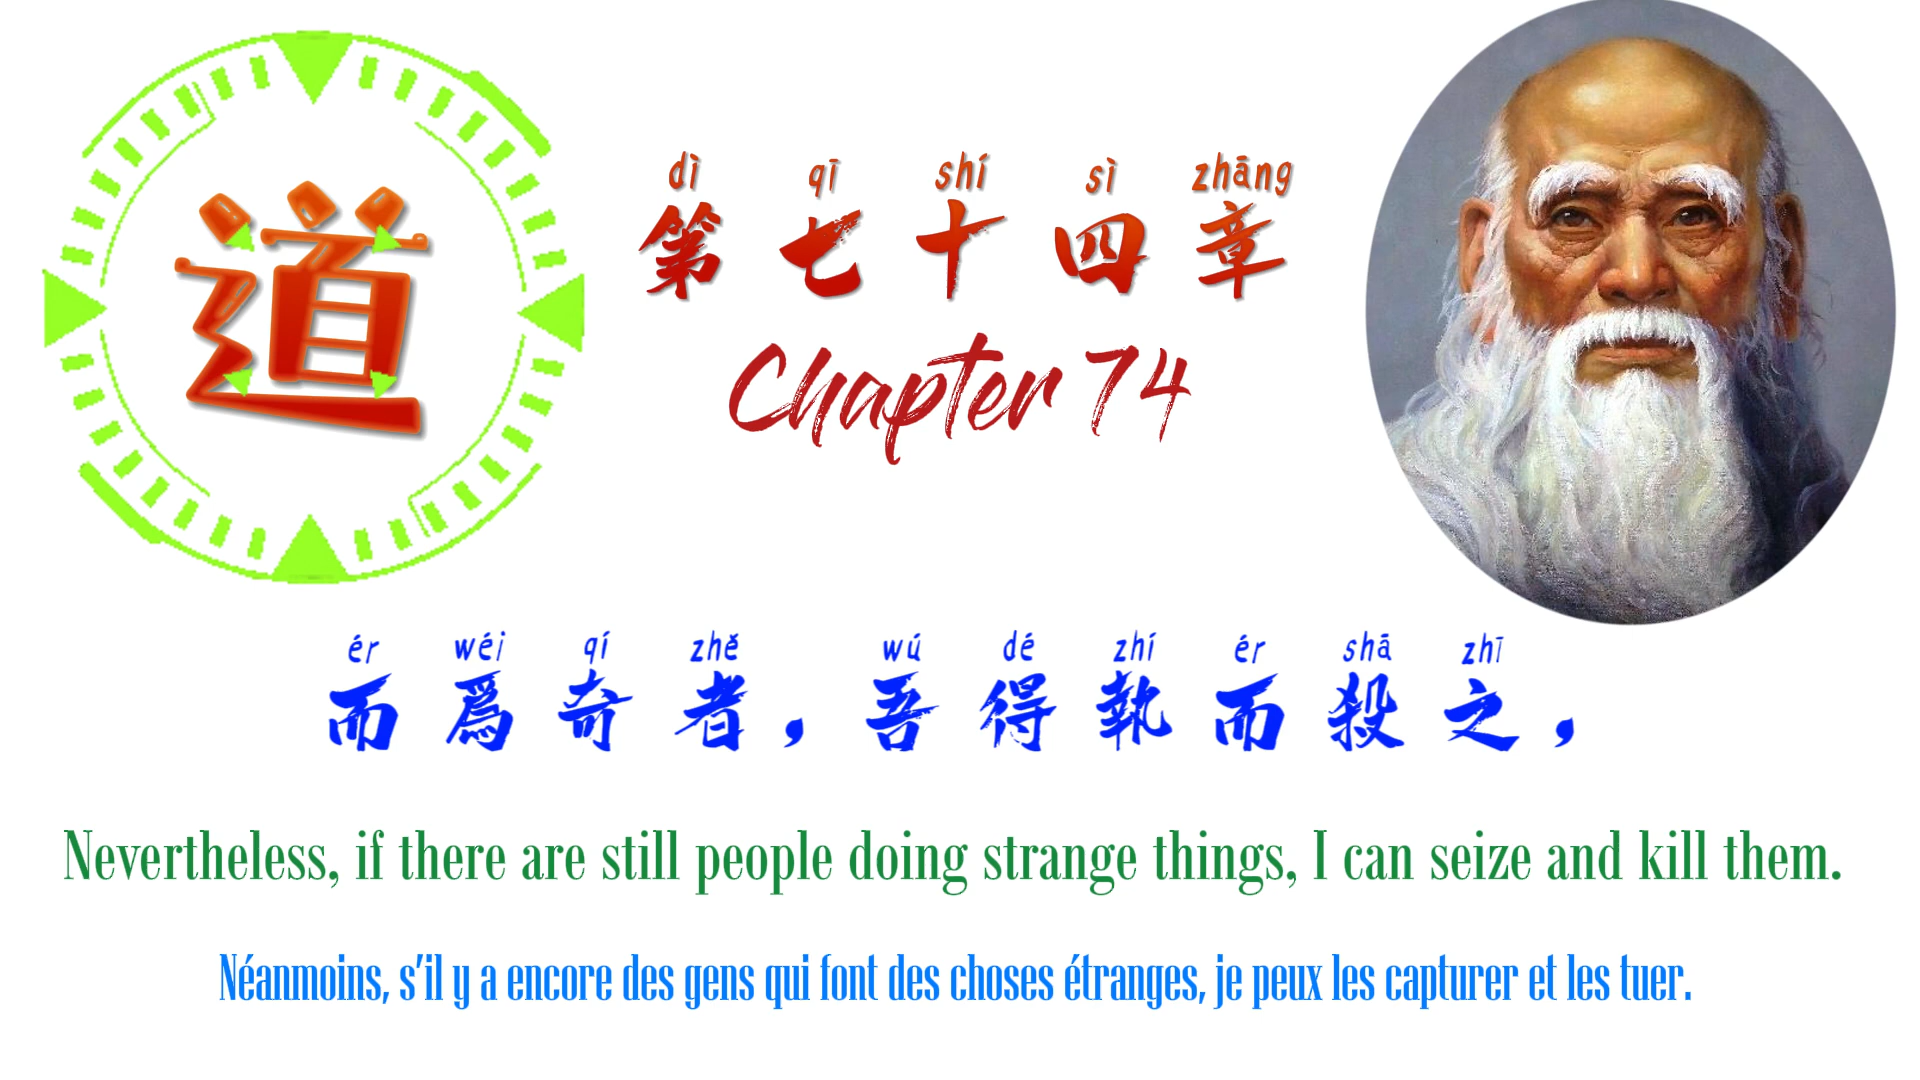 道
dì qī shí sì zhāng
第七十四章
Chapter 74
ér wéi qí zhě wú dé zhí ér shā zhī
而爲奇者，吾得執而殺之，
Nevertheless, if there are still people doing strange things, I can seize and kill them.
Néanmoins, s'il y a encore des gens qui font des choses étranges, je peux les capturer et les tuer.